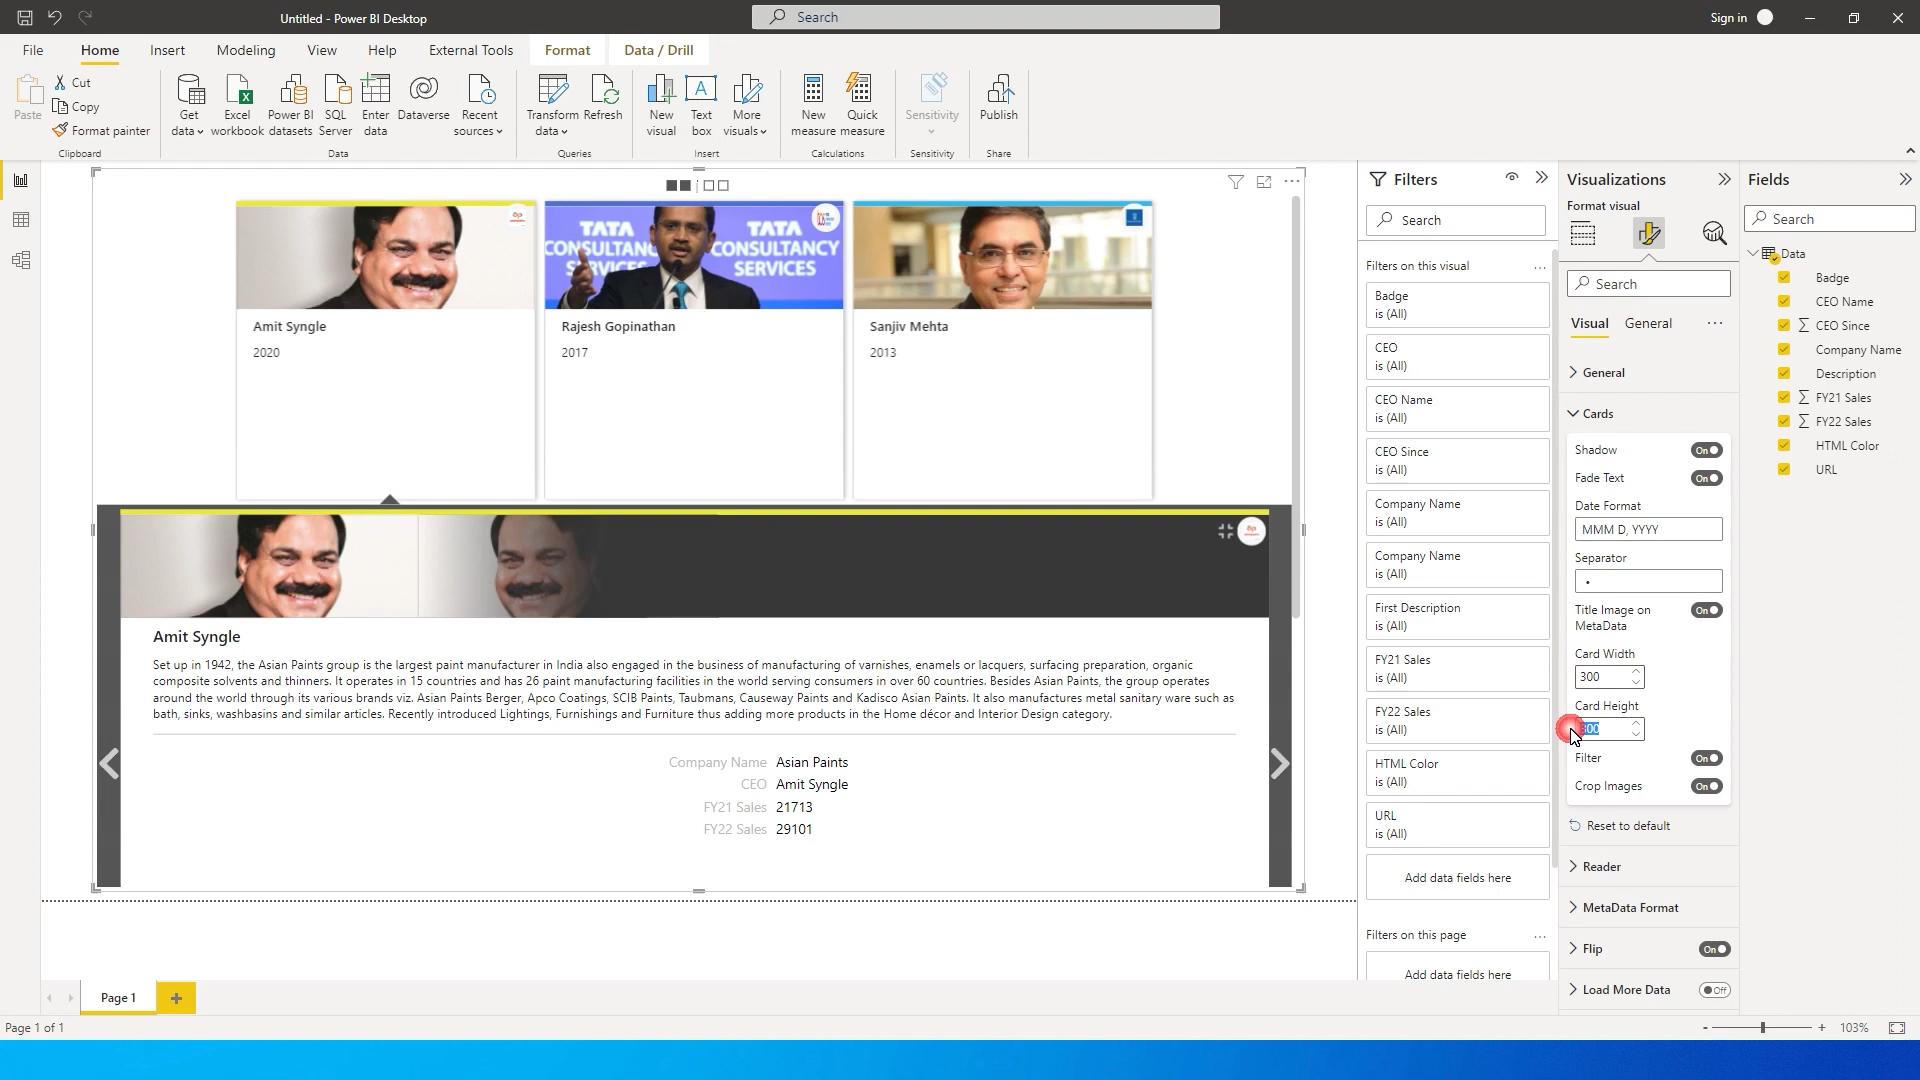 Untitled - Power BI Desktop
Search
Sign in
File
Home
Insert
Modeling
View
Help
External Tools
Format
Data / Drill
Paste
Cut
Copy
Format painter
Clipboard
Get data
Excel workbook
Power BI datasets
SQL Server
Enter data
Dataverse
Recent sources
Data
Transform data
Refresh
Queries
New visual
Text box
More visuals
Insert
New measure
Quick measure
Calculations
Sensitivity
Sensitivity
Publish
Share
TATA
CONSULTANCY
SERVICES
TATA
CONSULTANCY
SERVICES
Amit Syngle
2020
Rajesh Gopinathan
2017
Sanjiv Mehta
2013
Amit Syngle
Set up in 1942, the Asian Paints group is the largest paint manufacturer in India also engaged in the business of manufacturing of varnishes, enamels or lacquers, surfacing preparation, organic
composite solvents and thinners. It operates in 15 countries and has 26 paint manufacturing facilities in the world serving consumers in over 60 countries. Besides Asian Paints, the group operates
around the world through its various brands viz. Asian Paints Berger, Apco Coatings, SCIB Paints, Taubmans, Causeway Paints and Kadisco Asian Paints. It also manufactures metal sanitary ware such as
bath, sinks, washbasins and similar articles. Recently introduced Lightings, Furnishings and Furniture thus adding more products in the Home décor and Interior Design category.
Company Name Asian Paints
CEO Amit Syngle
FY21 Sales 21713
FY22 Sales 29101
Filters
Search
Filters on this visual
Badge
is (All)
CEO
is (All)
CEO Name
is (All)
CEO Since
is (All)
Company Name
is (All)
Company Name
is (All)
First Description
is (All)
FY21 Sales
is (All)
FY22 Sales
is (All)
HTML Color
is (All)
URL
is (All)
Add data fields here
Filters on this page
Add data fields here
Visualizations
Format visual
Search
Visual
General
General
Cards
Shadow
On
Fade Text
On
Date Format
MMM D, YYYY
Separator
•
Title Image on MetaData
On
Card Width
300
Card Height
Filter
On
Crop Images
On
Reset to default
Reader
MetaData Format
Flip
On
Load More Data
Off
Fields
Search
Data
Badge
CEO Name
CEO Since
Company Name
Description
FY21 Sales
FY22 Sales
HTML Color
URL
Page 1
Page 1 of 1
103%